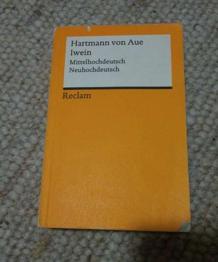 Hartmann von Aue
Iwein
Mittelhochdeutsch
Neuhochdeutsch
Reclam